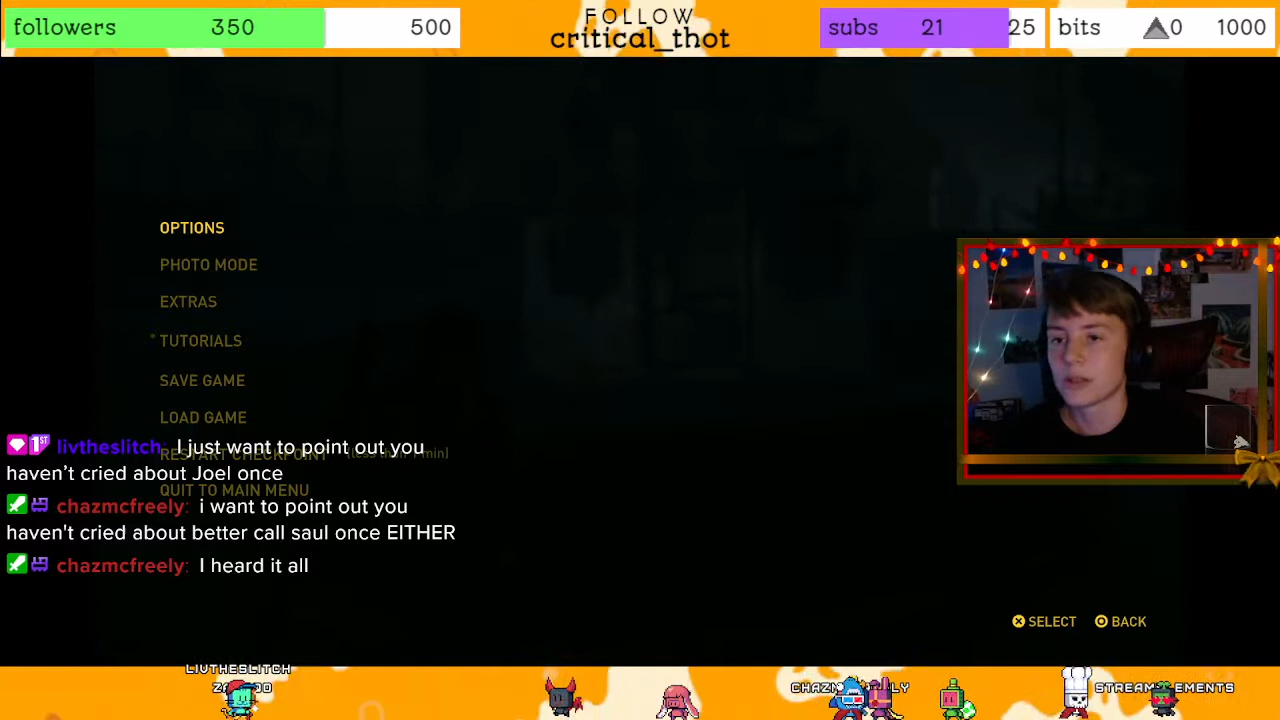 followers 350 500
FOLLOW
critical_thot
subs 21 25
bits 0 1000
OPTIONS
PHOTO MODE
EXTRAS
TUTORIALS
SAVE GAME
LOAD GAME
livtheslitch: I just want to point out you
haven't cried about Joel once
QUIT TO MAIN MENU
chazmcfreely: i want to point out you
haven't cried about better call saul once EITHER
chazmcfreely: I heard it all
SELECT BACK
LIVTHESLITCH